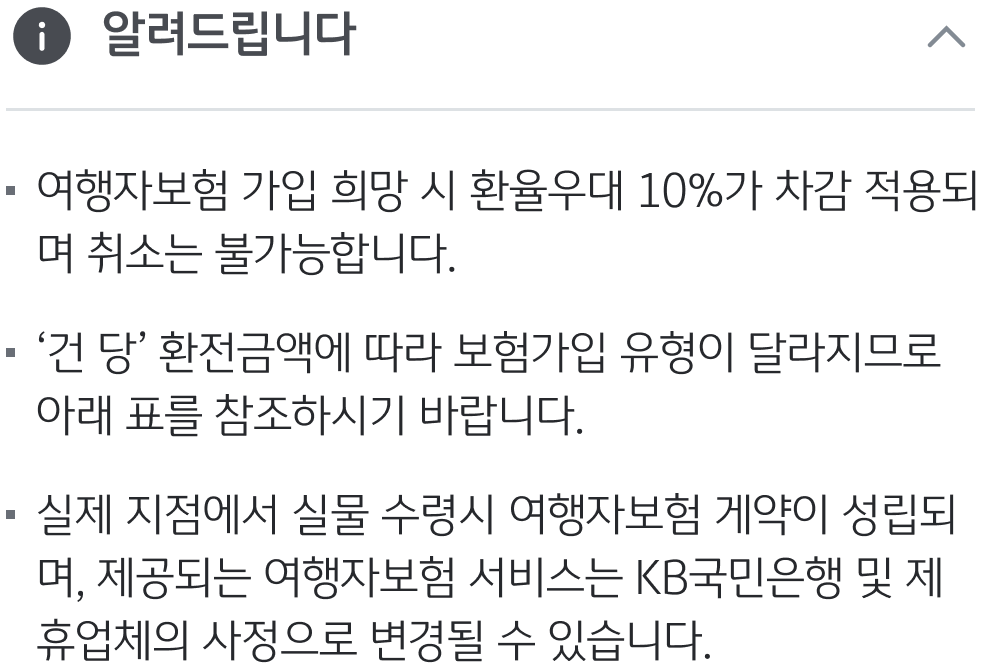 알려드립니다
여행자보험 가입 희망 시 환율우대 10%가 차감 적용되
며 취소는 불가능합니다.
‘건 당’ 환전금액에 따라 보험가입 유형이 달라지므로
아래 표를 참조하시기 바랍니다.
실제 지점에서 실물 수령시 여행자보험 계약이 성립되
며, 제공되는 여행자보험 서비스는 KB국민은행 및 제
휴업체의 사정으로 변경될 수 있습니다.